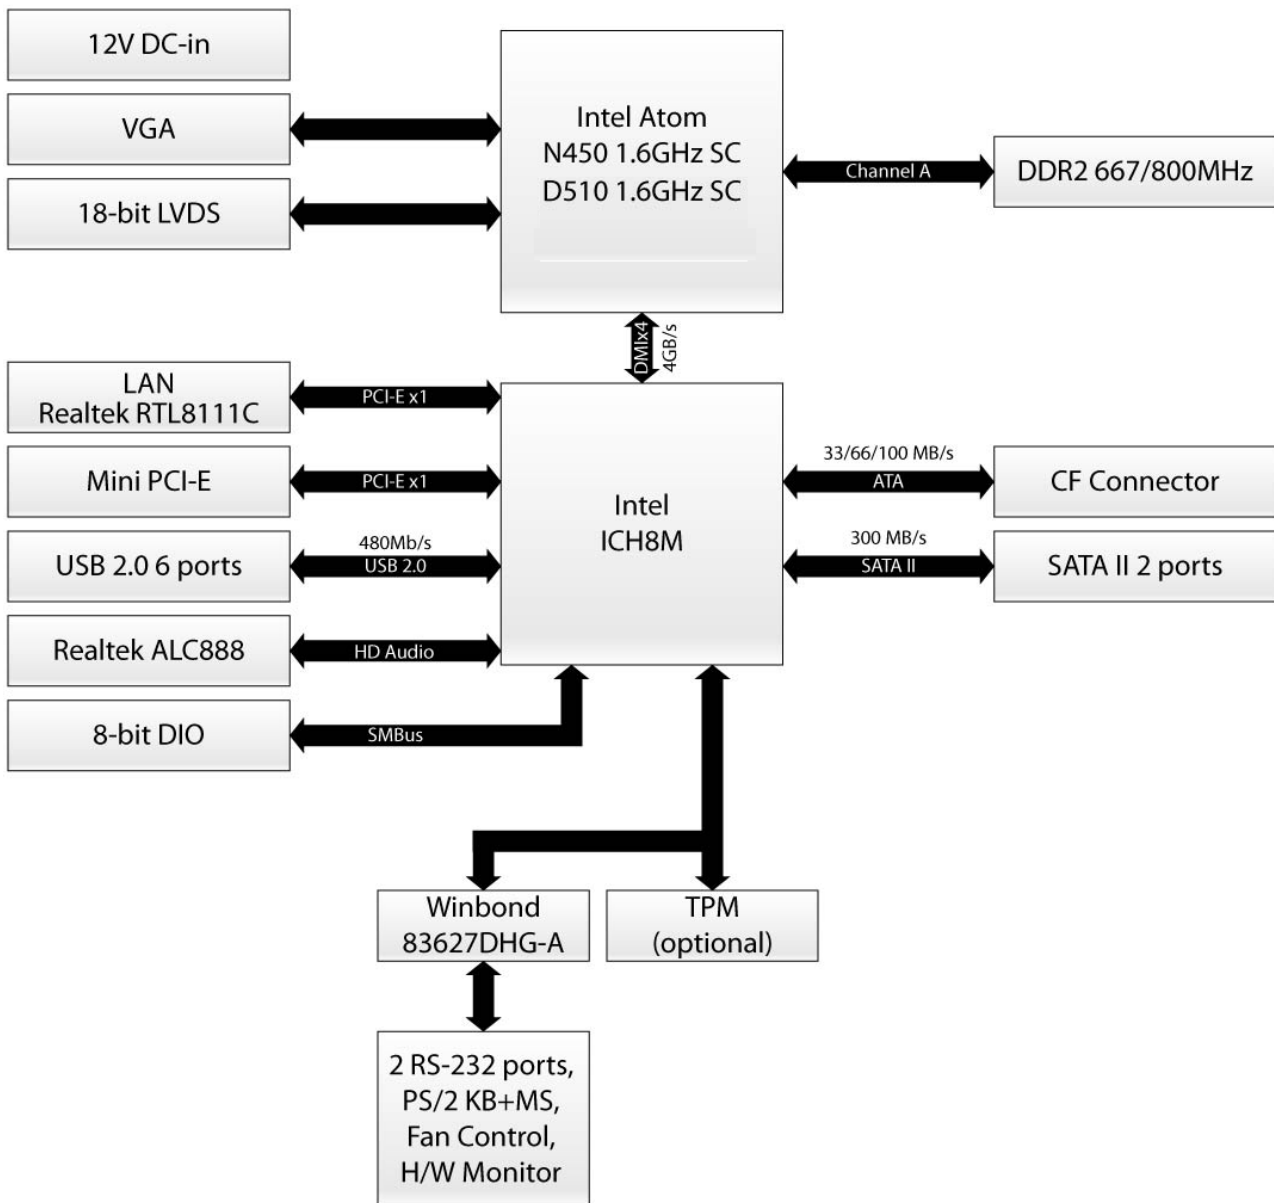 12V DC-in
VGA
18-bit LVDS
Intel Atom
N450 1.6GHz SC
D510 1.6GHz SC
Channel A
DDR2 667/800MHz
DMIx4
4GB/s
LAN
Realtek RTL8111C
PCI-E x1
Mini PCI-E
PCI-E x1
USB 2.0 6 ports
480Mb/s
USB 2.0
Realtek ALC888
HD Audio
8-bit DIO
SMBus
Intel
ICH8M
33/66/100 MB/s
ATA
CF Connector
300 MB/s
SATA II
SATA II 2 ports
Winbond
83627DHG-A
TPM
(optional)
2 RS-232 ports,
PS/2 KB+MS,
Fan Control,
H/W Monitor